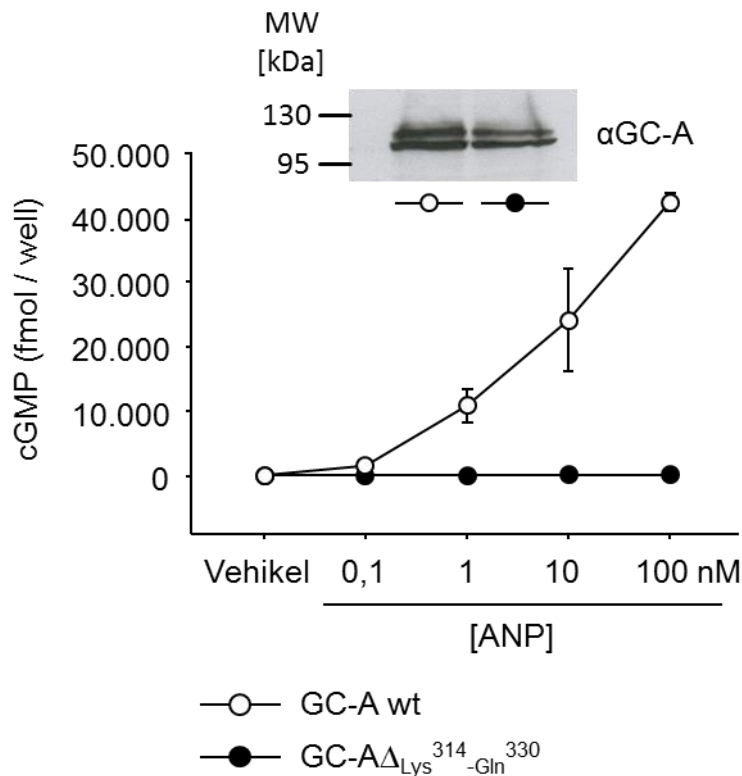 MW
[kDa]
130
95
αGC-A
50.000
40.000
30.000
20.000
10.000
0
cGMP (fmol / well)
Vehikel 0,1 1 10 100 nM
[ANP]
GC-A wt
GC-AΔLys³¹⁴-Gln³³⁰